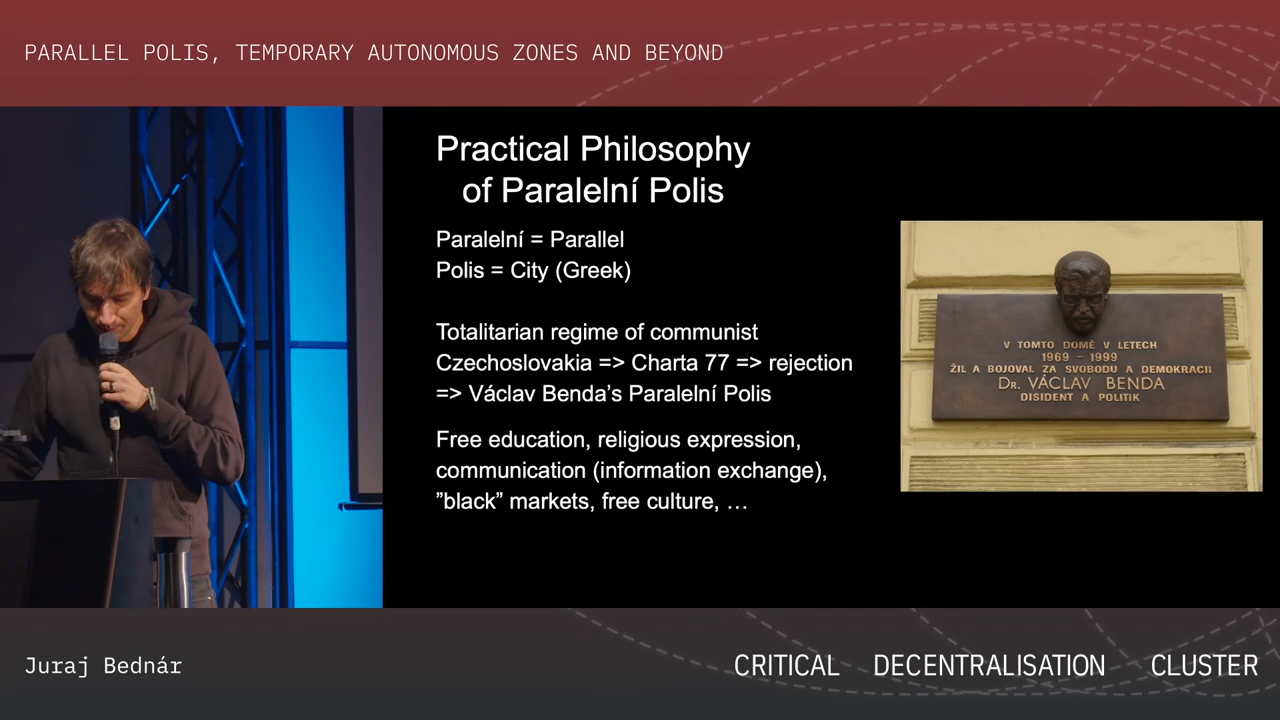 PARALLEL POLIS, TEMPORARY AUTONOMOUS ZONES AND BEYOND
Practical Philosophy
of Paralelní Polis
Paralelní = Parallel
Polis = City (Greek)
Totalitarian regime of communist
Czechoslovakia => Charta 77 => rejection
=> Václav Benda’s Paralelní Polis
Free education, religious expression,
communication (information exchange),
”black” markets, free culture, …
V TOMTO DOMĚ V LETECH
1969 - 1999
ŽIL A BOJOVAL ZA SVOBODU A DEMOKRACII
DR. VÁCLAV BENDA
DISIDENT A POLITIK
Juraj Bednár
CRITICAL DECENTRALISATION CLUSTER